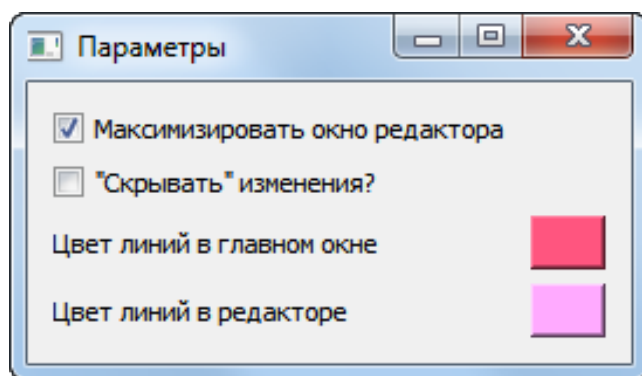 Параметры
Максимизировать окно редактора
"Скрывать" изменения?
Цвет линий в главном окне
Цвет линий в редакторе